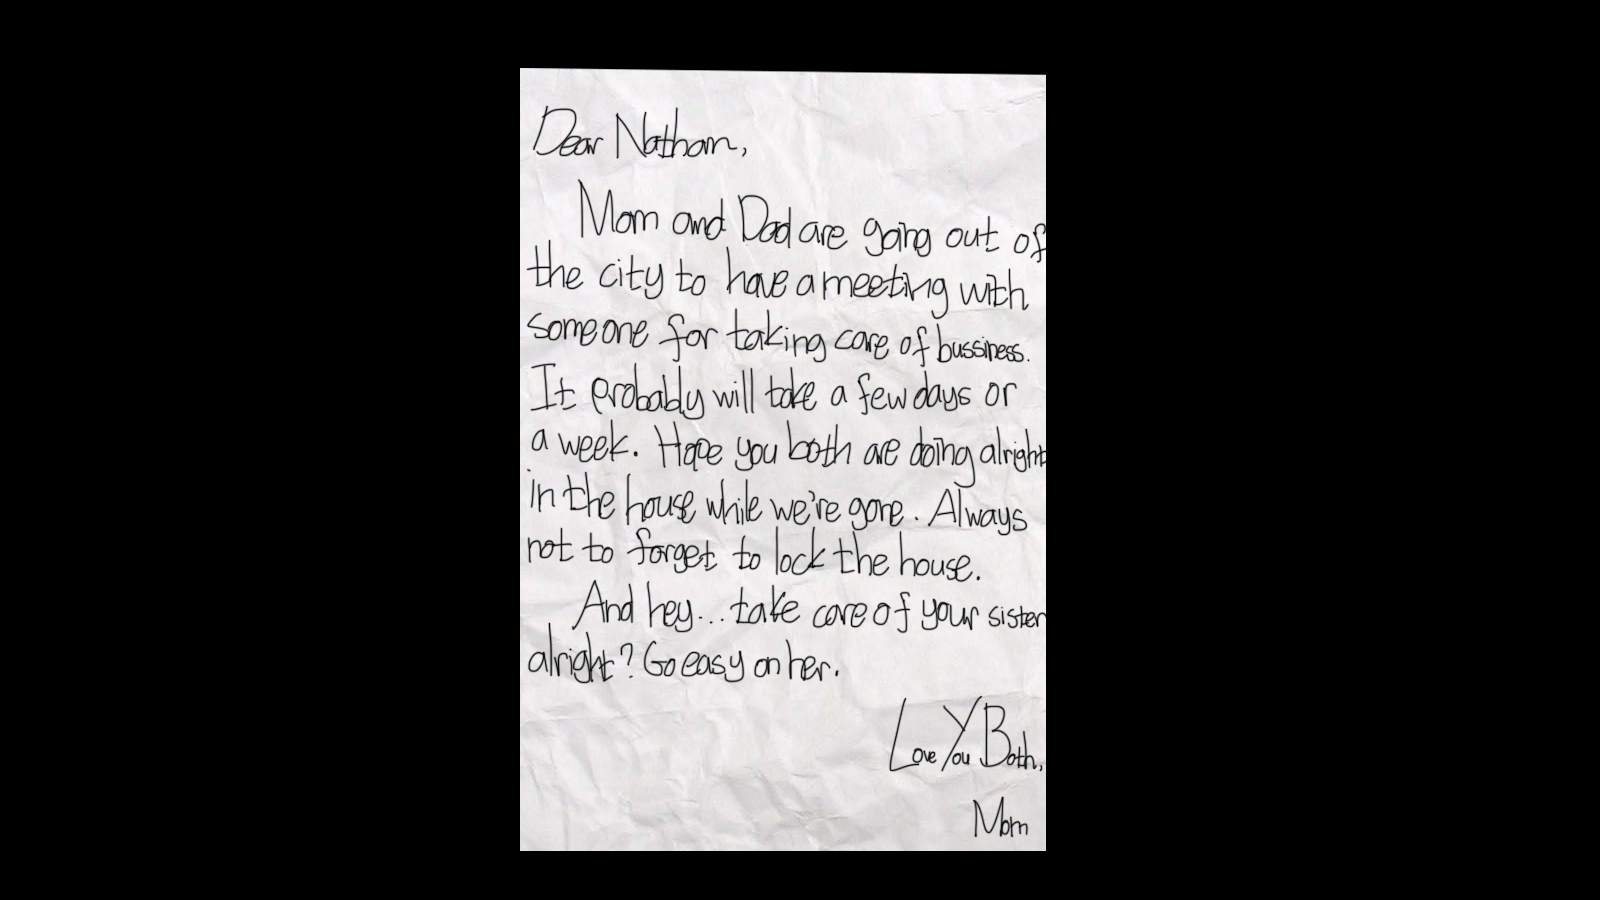 Dear Nathan,
Mom and Dad are going out of
the city to have a meeting with
someone for taking care of bussiness.
It probably will take a few days or
a week. Hope you both are doing alright
in the house while we're gone. Always
not to forget to lock the house.
And hey... take care of your sister
alright? Go easy on her.
Love You Both,
Mom